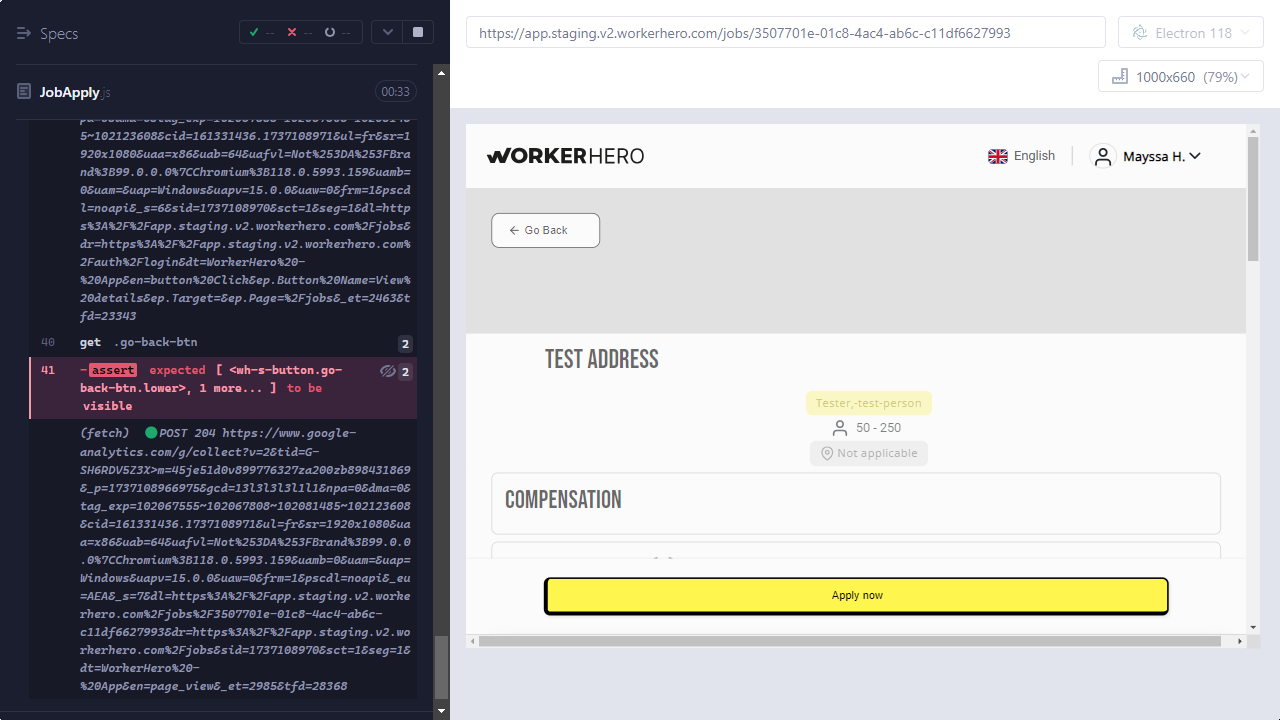 Specs
--
--
--
JobApply.js
00:33
5~102123608&cid=161331436.1737108971&ul=fr&sr=1
920x1080&uaa=x86&uab=64&uafvl=Not%253DA%253FBra
nd%3B99.0.0.0%7CChromium%3B118.0.5993.159&uamb=
0&uam=&uap=Windows&uapv=15.0.0&uaw=0&frm=1&pscd
l=noapi&_s=6&sid=1737108970&sct=1&seg=1&dl=http
s%3A%2F%2Fapp.staging.v2.workerhero.com%2Fjobs&
dr=https%3A%2F%2Fapp.staging.v2.workerhero.com%
2Fauth%2Flogin&dt=WorkerHero%20-
%20App&en=button%20Click&ep.Button%20Name=View%
20details&ep.Target=&ep.Page=%2Fjobs&_et=2463&t
fd=23343
40 get .go-back-btn 2
41 -assert expected [ <wh-s-button.go- 2
back-btn.lower>, 1 more... ] to be
visible
(fetch) POST 204 https://www.google-
analytics.com/g/collect?v=2&tid=G-
SH6RDV5Z3X>m=45je51d0v899776327za200zb898431869
&_p=1737108966975&gcd=13l3l3l3l1l1&npa=0&dma=0&
tag_exp=102067555~102067808~102081485~102123608
&cid=161331436.1737108971&ul=fr&sr=1920x1080&ua
a=x86&uab=64&uafvl=Not%253DA%253FBrand%3B99.0.0
.0%7CChromium%3B118.0.5993.159&uamb=0&uam=&uap=
Windows&uapv=15.0.0&uaw=0&frm=1&pscdl=noapi&_eu
=AEA&_s=7&dl=https%3A%2F%2Fapp.staging.v2.worke
rhero.com%2Fjobs%2F3507701e-01c8-4ac4-ab6c-
c11df6627993&dr=https%3A%2F%2Fapp.staging.v2.wo
rkerhero.com%2Fjobs&sid=1737108970&sct=1&seg=1&
dt=WorkerHero%20-
%20App&en=page_view&_et=2985&tfd=28368
https://app.staging.v2.workerhero.com/jobs/3507701e-01c8-4ac4-ab6c-c11df6627993
Electron 118
1000x660 (79%)
WORKERHERO
English
Mayssa H.
Go Back
TEST ADDRESS
Tester,-test-person
50 - 250
Not applicable
COMPENSATION
Apply now